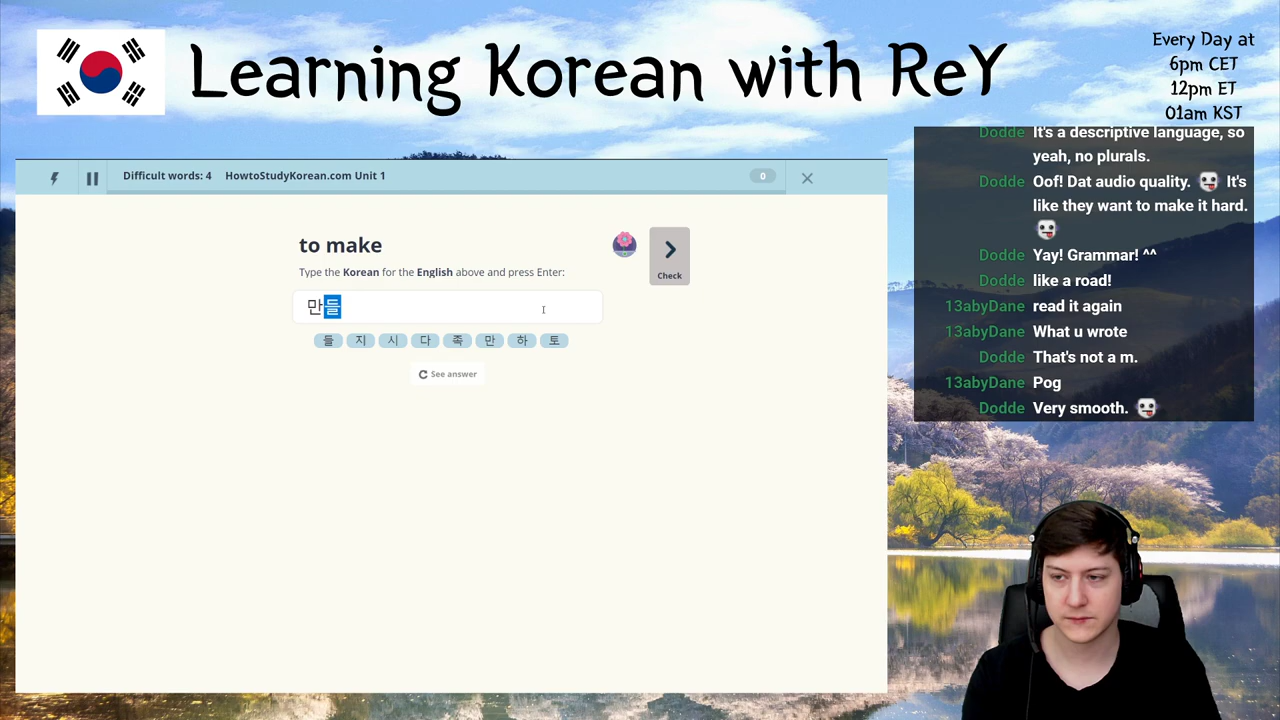 Learning Korean with ReY
Every Day at
6pm CET
12pm ET
01am KST
Difficult words: 4 HowtoStudyKorean.com Unit 1
0
to make
Type the Korean for the English above and press Enter:
Check
만들
들 지 시 다 족 만 하 토
See answer
Dodde It's a descriptive language, so
yeah, no plurals.
Dodde Oof! Dat audio quality. It's
like they want to make it hard.
Dodde Yay! Grammar! ^^
Dodde like a road!
13abyDane read it again
13abyDane What u wrote
Dodde That's not a m.
13abyDane Pog
Dodde Very smooth.